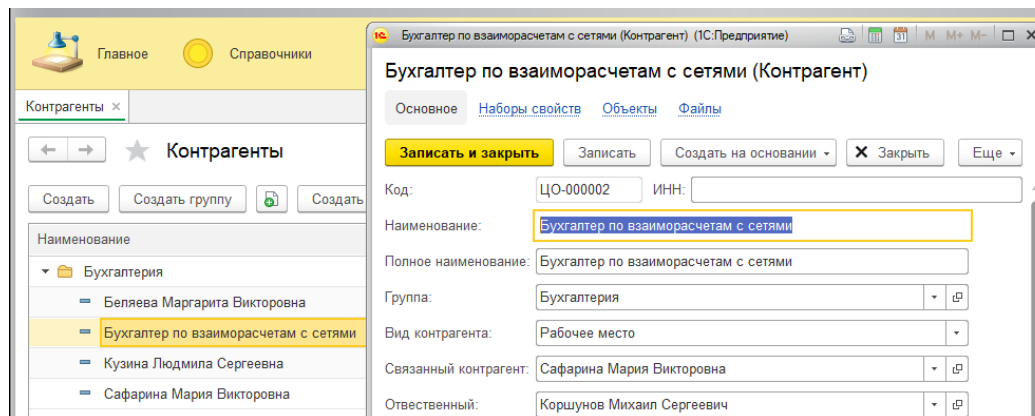 Главное
Справочники
Контрагенты ×
Контрагенты
Создать
Создать группу
Создать
Наименование
Бухгалтерия
Беляева Маргарита Викторовна
Бухгалтер по взаиморасчетам с сетями
Кузина Людмила Сергеевна
Сафарина Мария Викторовна
1С Бухгалтер по взаиморасчетам с сетями (Контрагент) (1С:Предприятие)
31 M M+ M-
Бухгалтер по взаиморасчетам с сетями (Контрагент)
Основное Наборы свойств Объекты Файлы
Записать и закрыть Записать Создать на основании Закрыть Еще
Код: ЦО-000002 ИНН:
Наименование: Бухгалтер по взаиморасчетам с сетями
Полное наименование: Бухгалтер по взаиморасчетам с сетями
Группа: Бухгалтерия
Вид контрагента: Рабочее место
Связанный контрагент: Сафарина Мария Викторовна
Отвественный: Коршунов Михаил Сергеевич